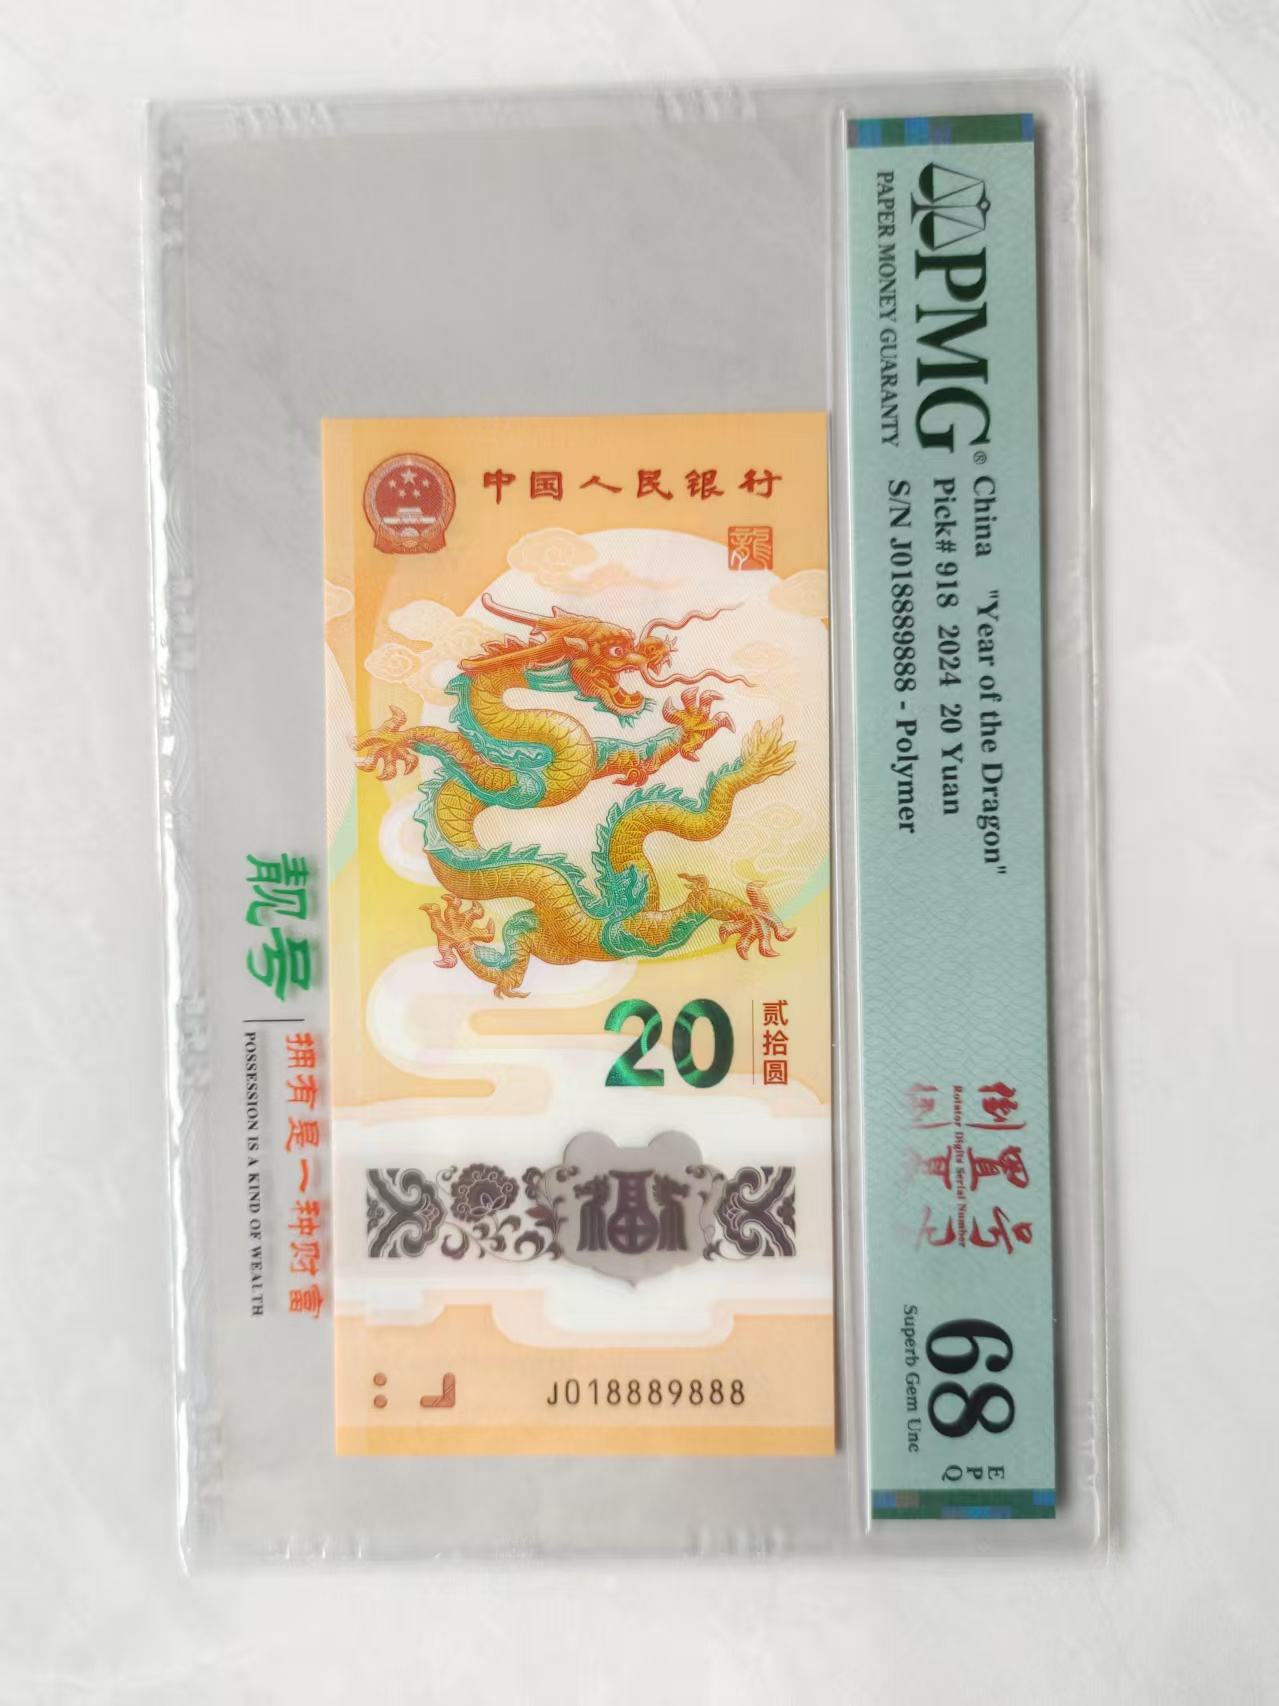 PMG®
PAPER MONEY GUARANTY
China "Year of the Dragon"
Pick# 918 2024 20 Yuan
S/N J018889888 - Polymer
倒置号
Rotator Digits Serial Number
68
EPQ
Superb Gem Unc
中国人民银行
龍
20
贰拾圆
福
J018889888
靓号
拥有是一种财富
POSSESSION IS A KIND OF WEALTH